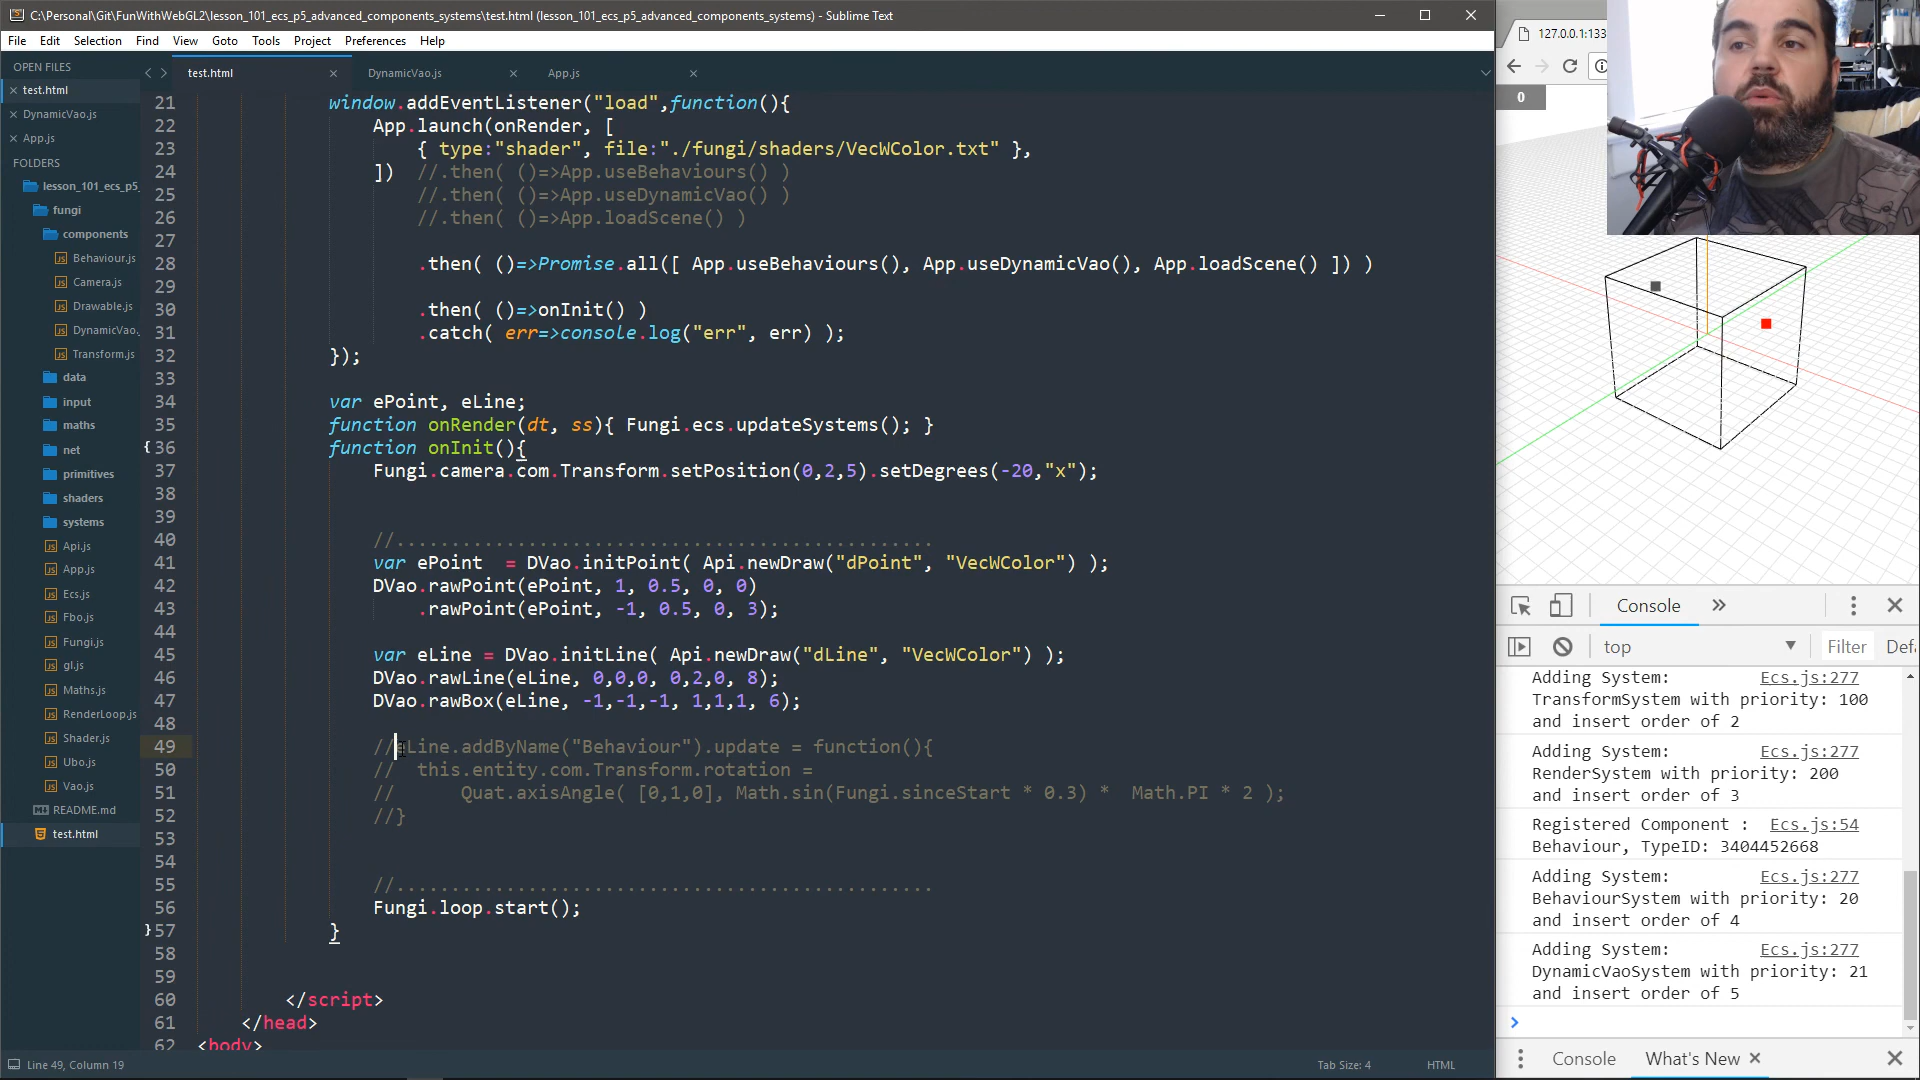 C:\Personal\Git\FunWithWebGL2\lesson_101_ecs_p5_advanced_components_systems\test.html (lesson_101_ecs_p5_advanced_components_systems) - Sublime Text
File Edit Selection Find View Goto Tools Project Preferences Help
OPEN FILES
test.html
DynamicVao.js
App.js
FOLDERS
lesson_101_ecs_p5_
fungi
components
Behaviour.js
Camera.js
Drawable.js
DynamicVao.
Transform.js
data
input
maths
net
primitives
shaders
systems
Api.js
App.js
Ecs.js
Fbo.js
Fungi.js
gl.js
Maths.js
RenderLoop.js
Shader.js
Ubo.js
Vao.js
README.md
test.html
test.html DynamicVao.js App.js
21 window.addEventListener("load",function(){
22 App.launch(onRender, [
23 { type:"shader", file:"./fungi/shaders/VecWColor.txt" },
24 ]) //.then( ()=>App.useBehaviours() )
25 //.then( ()=>App.useDynamicVao() )
26 //.then( ()=>App.loadScene() )
27
28 .then( ()=>Promise.all([ App.useBehaviours(), App.useDynamicVao(), App.loadScene() ]) )
29
30 .then( ()=>onInit() )
31 .catch( err=>console.log("err", err) );
32 });
33
34 var ePoint, eLine;
35 function onRender(dt, ss){ Fungi.ecs.updateSystems(); }
{ 36 function onInit(){
37 Fungi.camera.com.Transform.setPosition(0,2,5).setDegrees(-20,"x");
38
39
40 //.................................................
41 var ePoint = DVao.initPoint( Api.newDraw("dPoint", "VecWColor") );
42 DVao.rawPoint(ePoint, 1, 0.5, 0, 0)
43 .rawPoint(ePoint, -1, 0.5, 0, 3);
44
45 var eLine = DVao.initLine( Api.newDraw("dLine", "VecWColor") );
46 DVao.rawLine(eLine, 0,0,0, 0,2,0, 8);
47 DVao.rawBox(eLine, -1,-1,-1, 1,1,1, 6);
48
49 //eLine.addByName("Behaviour").update = function(){
50 // this.entity.com.Transform.rotation =
51 // Quat.axisAngle( [0,1,0], Math.sin(Fungi.sinceStart * 0.3) * Math.PI * 2 );
52 //}
53
54
55 //.................................................
56 Fungi.loop.start();
} 57 }
58
59
60 </script>
61 </head>
62 <body>
Line 49, Column 19
Tab Size: 4
HTML
127.0.0.1:133
0
Console »
top Filter Def
Adding System: Ecs.js:277
TransformSystem with priority: 100
and insert order of 2
Adding System: Ecs.js:277
RenderSystem with priority: 200
and insert order of 3
Registered Component : Ecs.js:54
Behaviour, TypeID: 3404452668
Adding System: Ecs.js:277
BehaviourSystem with priority: 20
and insert order of 4
Adding System: Ecs.js:277
DynamicVaoSystem with priority: 21
and insert order of 5
>
Console What's New